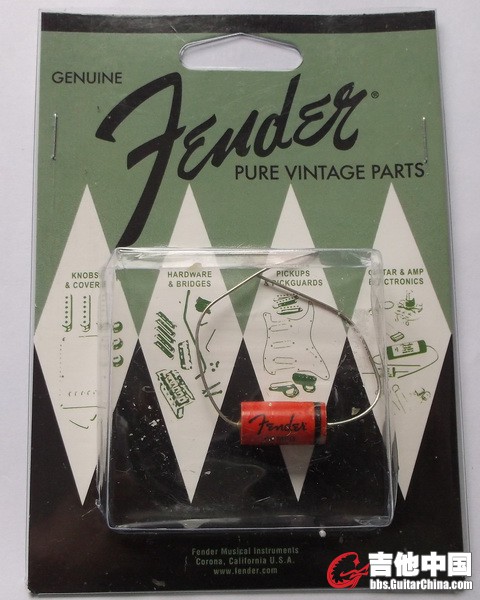 GENUINE
Fender®
PURE VINTAGE PARTS
KNOBS
& COVER
HARDWARE
& BRIDGES
PICKUPS
& PICKGUARDS
GUITAR & AMP
ELECTRONICS
Fender
Fender Musical Instruments
Corona, California U.S.A.
www.fender.com
吉他中国
bbs.GuitarChina.com